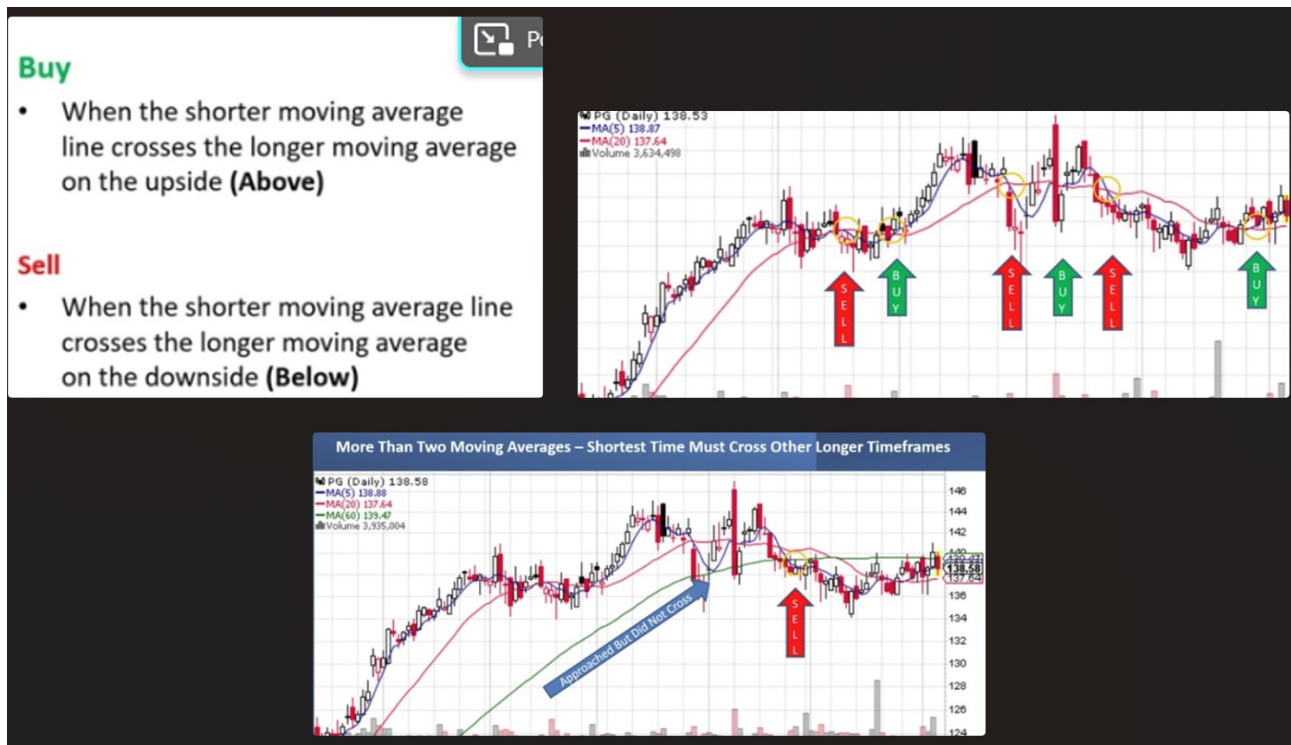 Buy
• When the shorter moving average
line crosses the longer moving average
on the upside (Above)
Sell
• When the shorter moving average line
crosses the longer moving average
on the downside (Below)
PG (Daily) 138.53
MA(5) 138.87
MA(20) 137.64
Volume 3,634,498
SELL
BUY
SELL
BUY
SELL
BUY
More Than Two Moving Averages – Shortest Time Must Cross Other Longer Timeframes
PG (Daily) 138.58
MA(5) 138.88
MA(20) 137.64
MA(60) 139.47
Volume 3,935,004
Approached But Did Not Cross
SELL
146
144
142
140
139.47
138.58
137.64
136
134
132
130
128
126
124